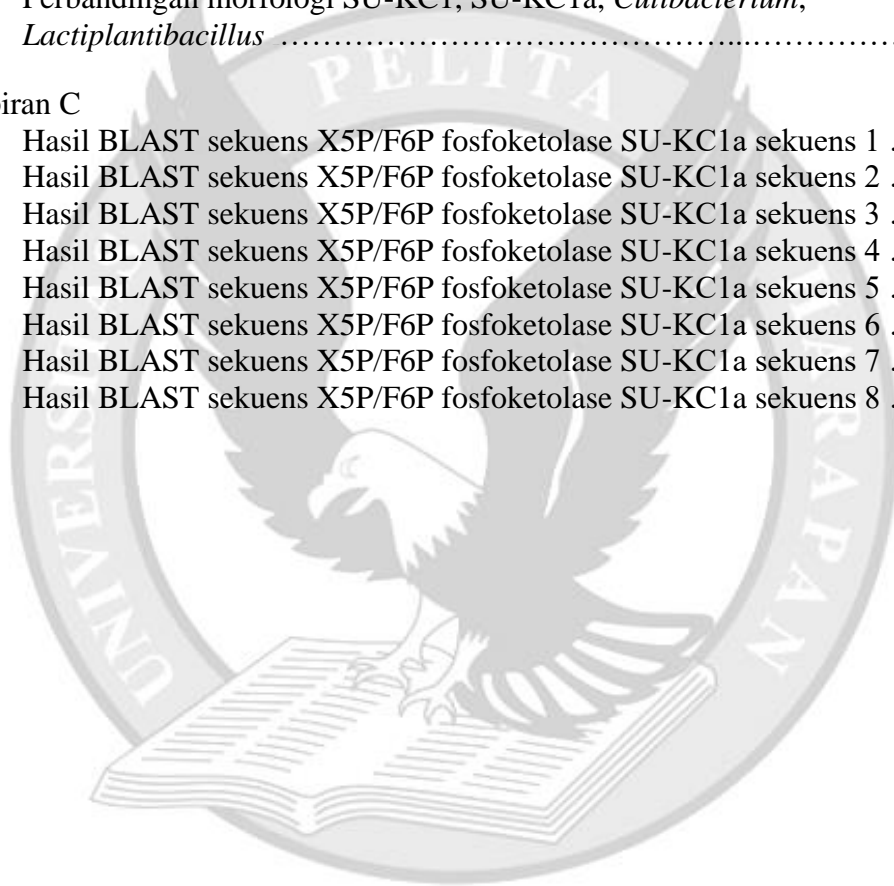 Perbandingan morfologi SU-KC1, SU-KC1a, Cutibacterium,
Lactiplantibacillus …………………………………...……………
piran C
Hasil BLAST sekuens X5P/F6P fosfoketolase SU-KC1a sekuens 1 .
Hasil BLAST sekuens X5P/F6P fosfoketolase SU-KC1a sekuens 2 .
Hasil BLAST sekuens X5P/F6P fosfoketolase SU-KC1a sekuens 3 .
Hasil BLAST sekuens X5P/F6P fosfoketolase SU-KC1a sekuens 4 .
Hasil BLAST sekuens X5P/F6P fosfoketolase SU-KC1a sekuens 5 .
Hasil BLAST sekuens X5P/F6P fosfoketolase SU-KC1a sekuens 6 .
Hasil BLAST sekuens X5P/F6P fosfoketolase SU-KC1a sekuens 7 .
Hasil BLAST sekuens X5P/F6P fosfoketolase SU-KC1a sekuens 8 .
UNIVERSITAS PELITA HARAPAN